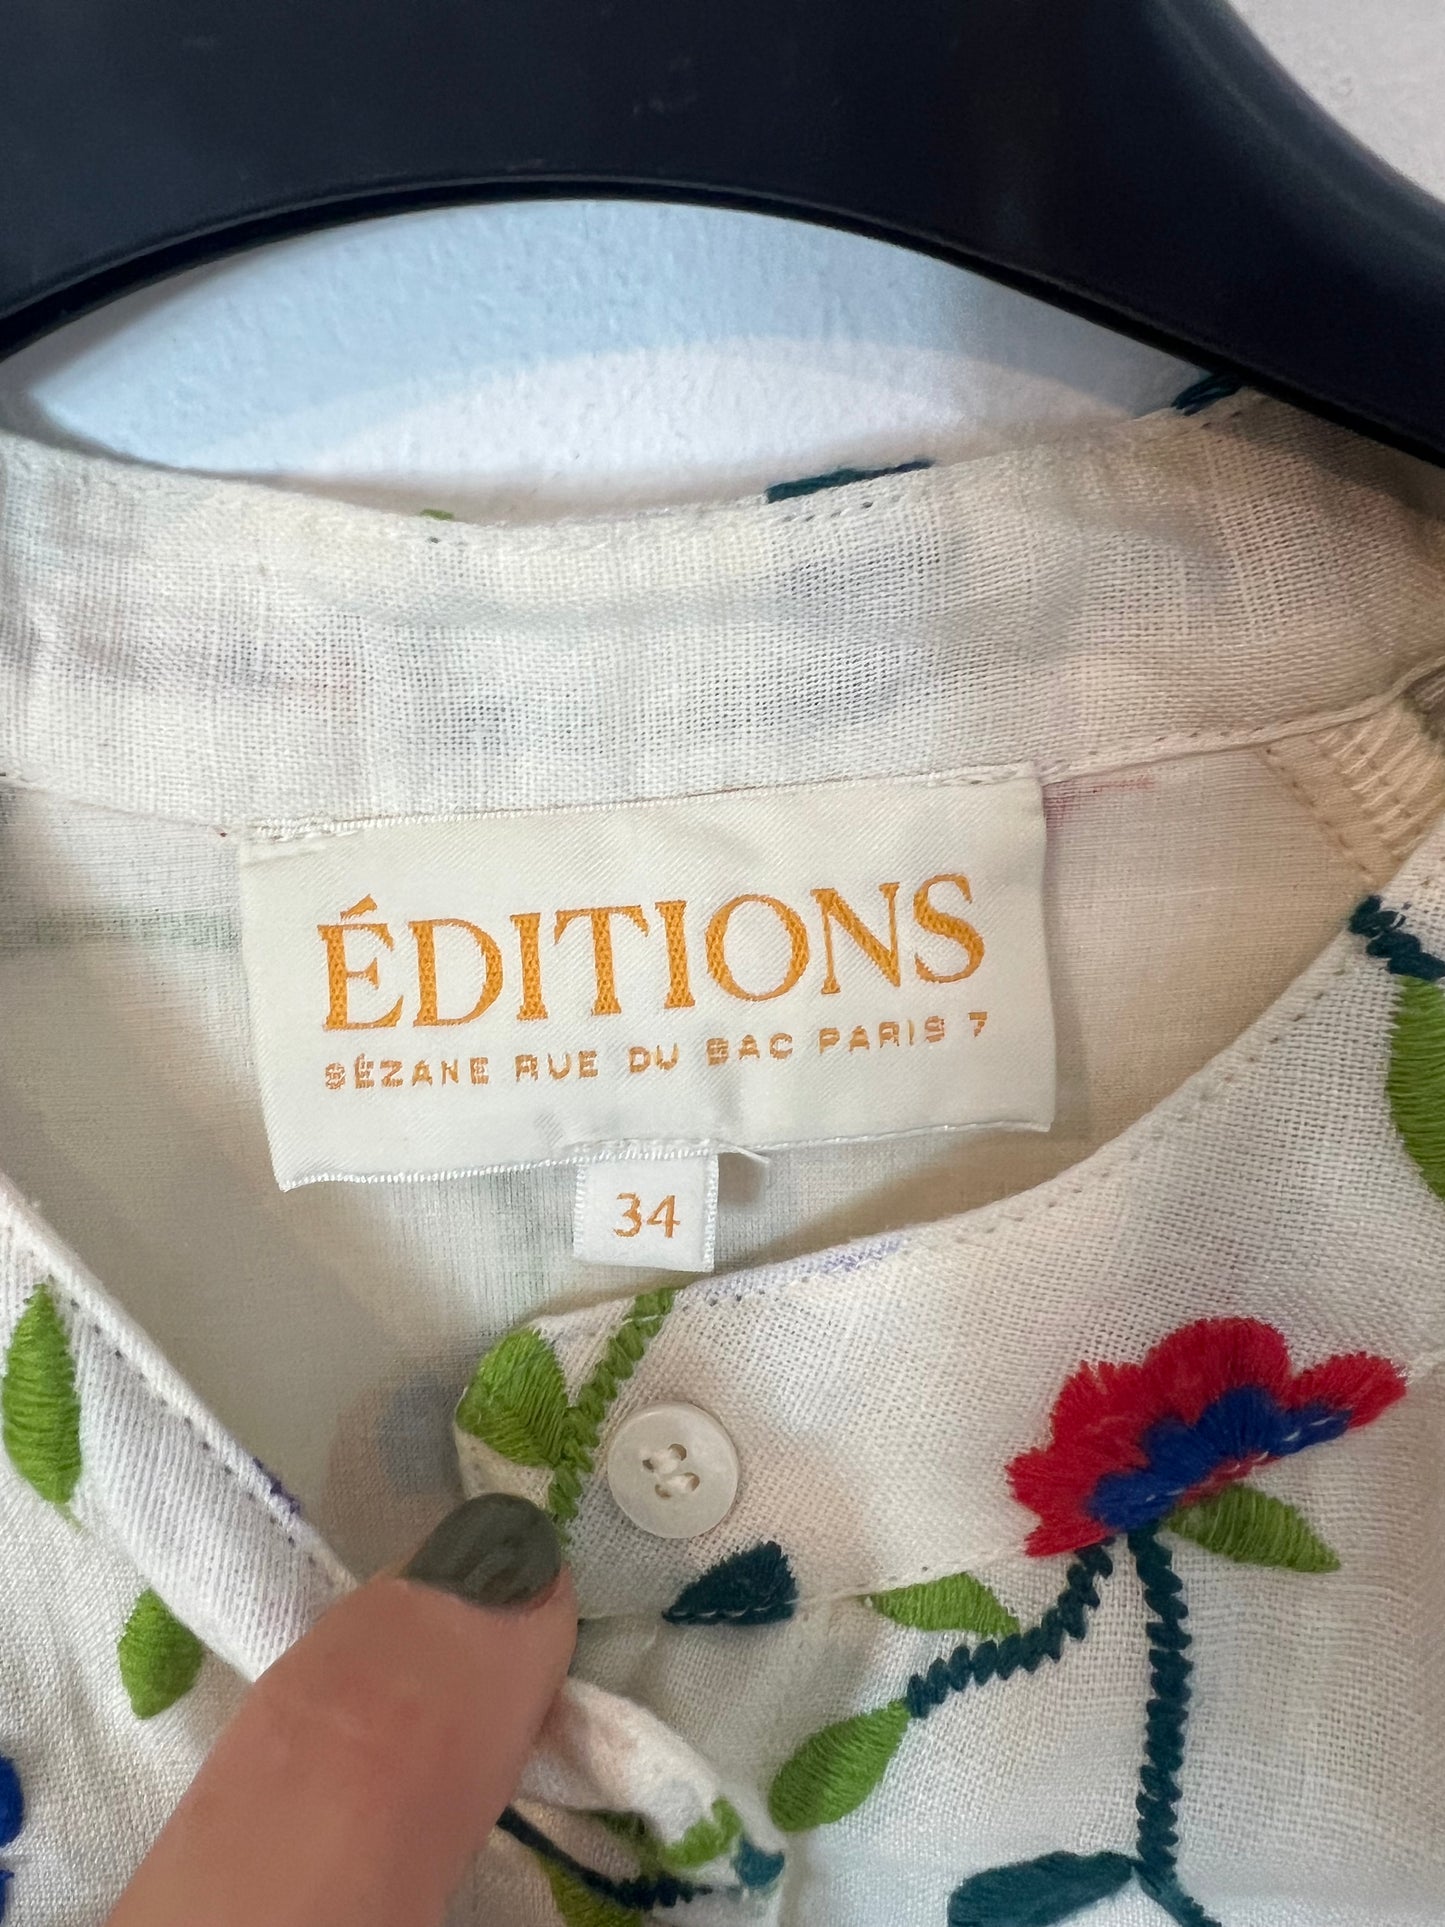 ÉDITIONS
SÉZANE RUE DU BAC PARIS 7
34